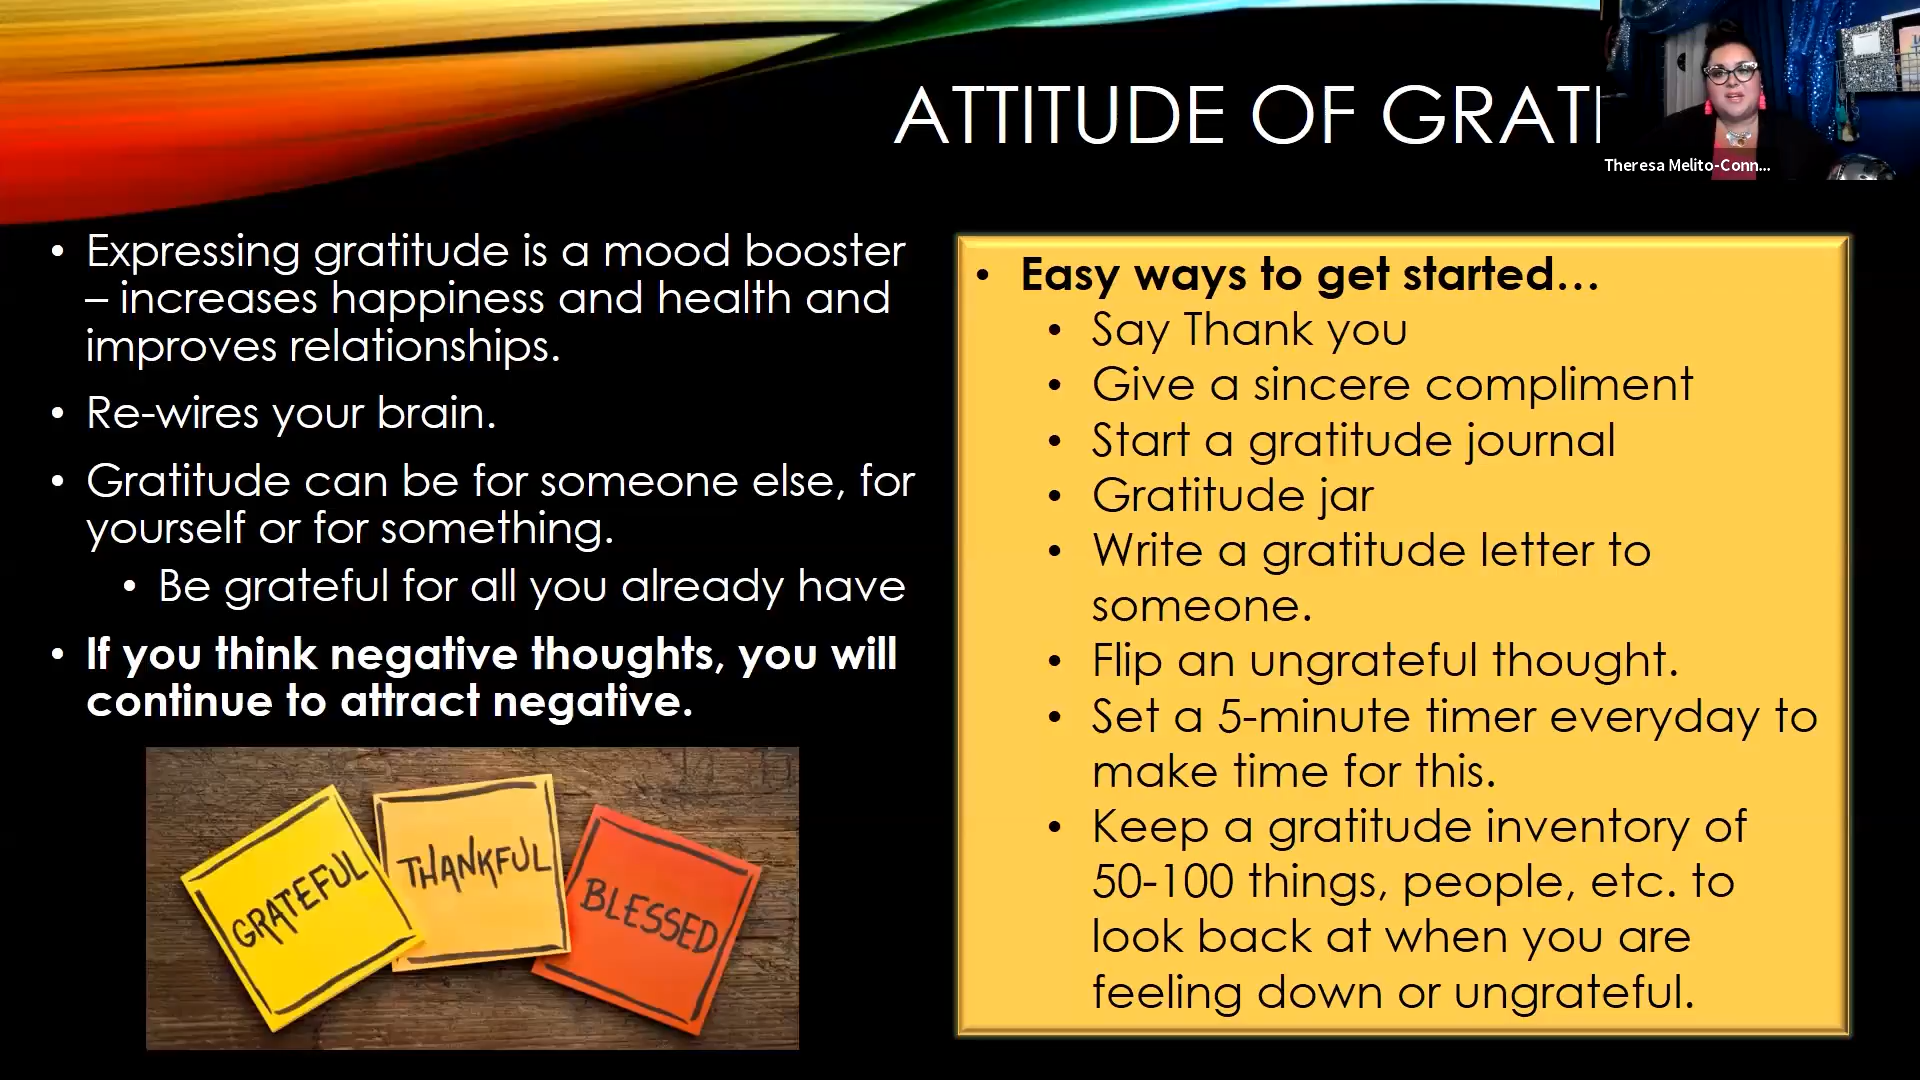 ATTITUDE OF GRATI
Theresa Melito-Conn...
• Expressing gratitude is a mood booster
– increases happiness and health and
improves relationships.
• Re-wires your brain.
• Gratitude can be for someone else, for
yourself or for something.
• Be grateful for all you already have
• If you think negative thoughts, you will
continue to attract negative.
GRATEFUL
THANKFUL
BLESSED
• Easy ways to get started...
• Say Thank you
• Give a sincere compliment
• Start a gratitude journal
• Gratitude jar
• Write a gratitude letter to
someone.
• Flip an ungrateful thought.
• Set a 5-minute timer everyday to
make time for this.
• Keep a gratitude inventory of
50-100 things, people, etc. to
look back at when you are
feeling down or ungrateful.